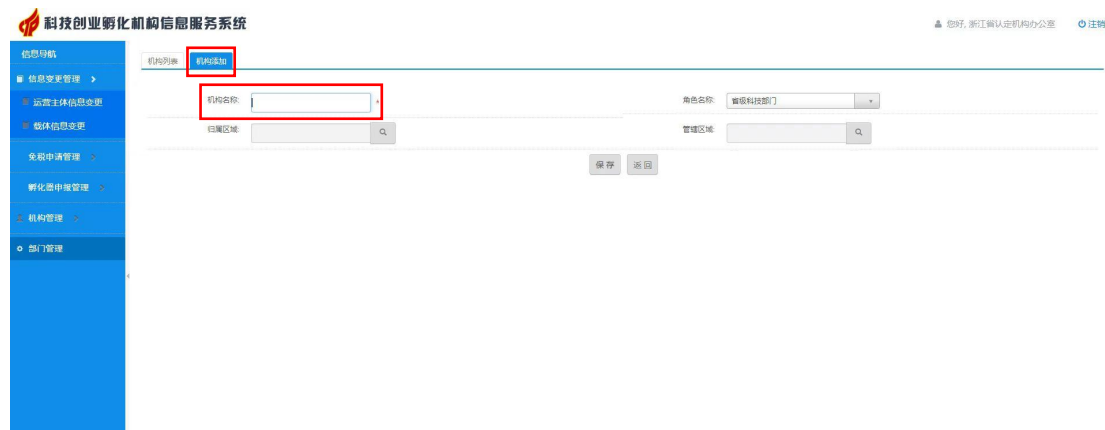 科技创业孵化机构信息服务系统
您好, 浙江省认定机构办公室 注销
信息导航
机构列表 机构添加
信息变更管理
运营主体信息变更
载体信息变更
免税申请管理
孵化器申报管理
机构管理
部门管理
机构名称: *
角色名称: 省级科技部门
归属区域:
管辖区域:
保存 返回